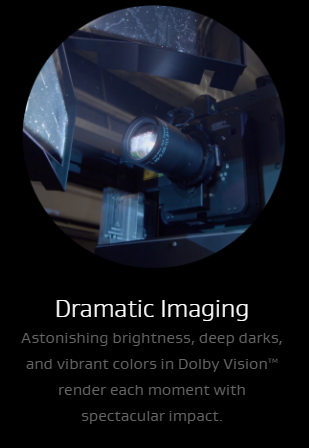 Dramatic Imaging
Astonishing brightness, deep darks,
and vibrant colors in Dolby Vision™
render each moment with
spectacular impact.